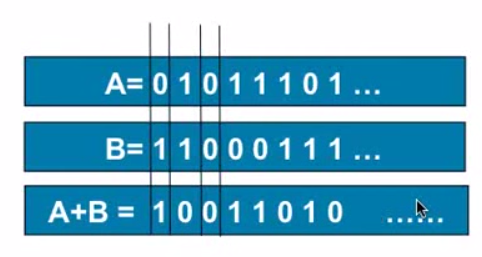 A= 0 1 0 1 1 1 0 1 ...
B= 1 1 0 0 0 1 1 1 ...
A+B = 1 0 0 1 1 0 1 0 ......